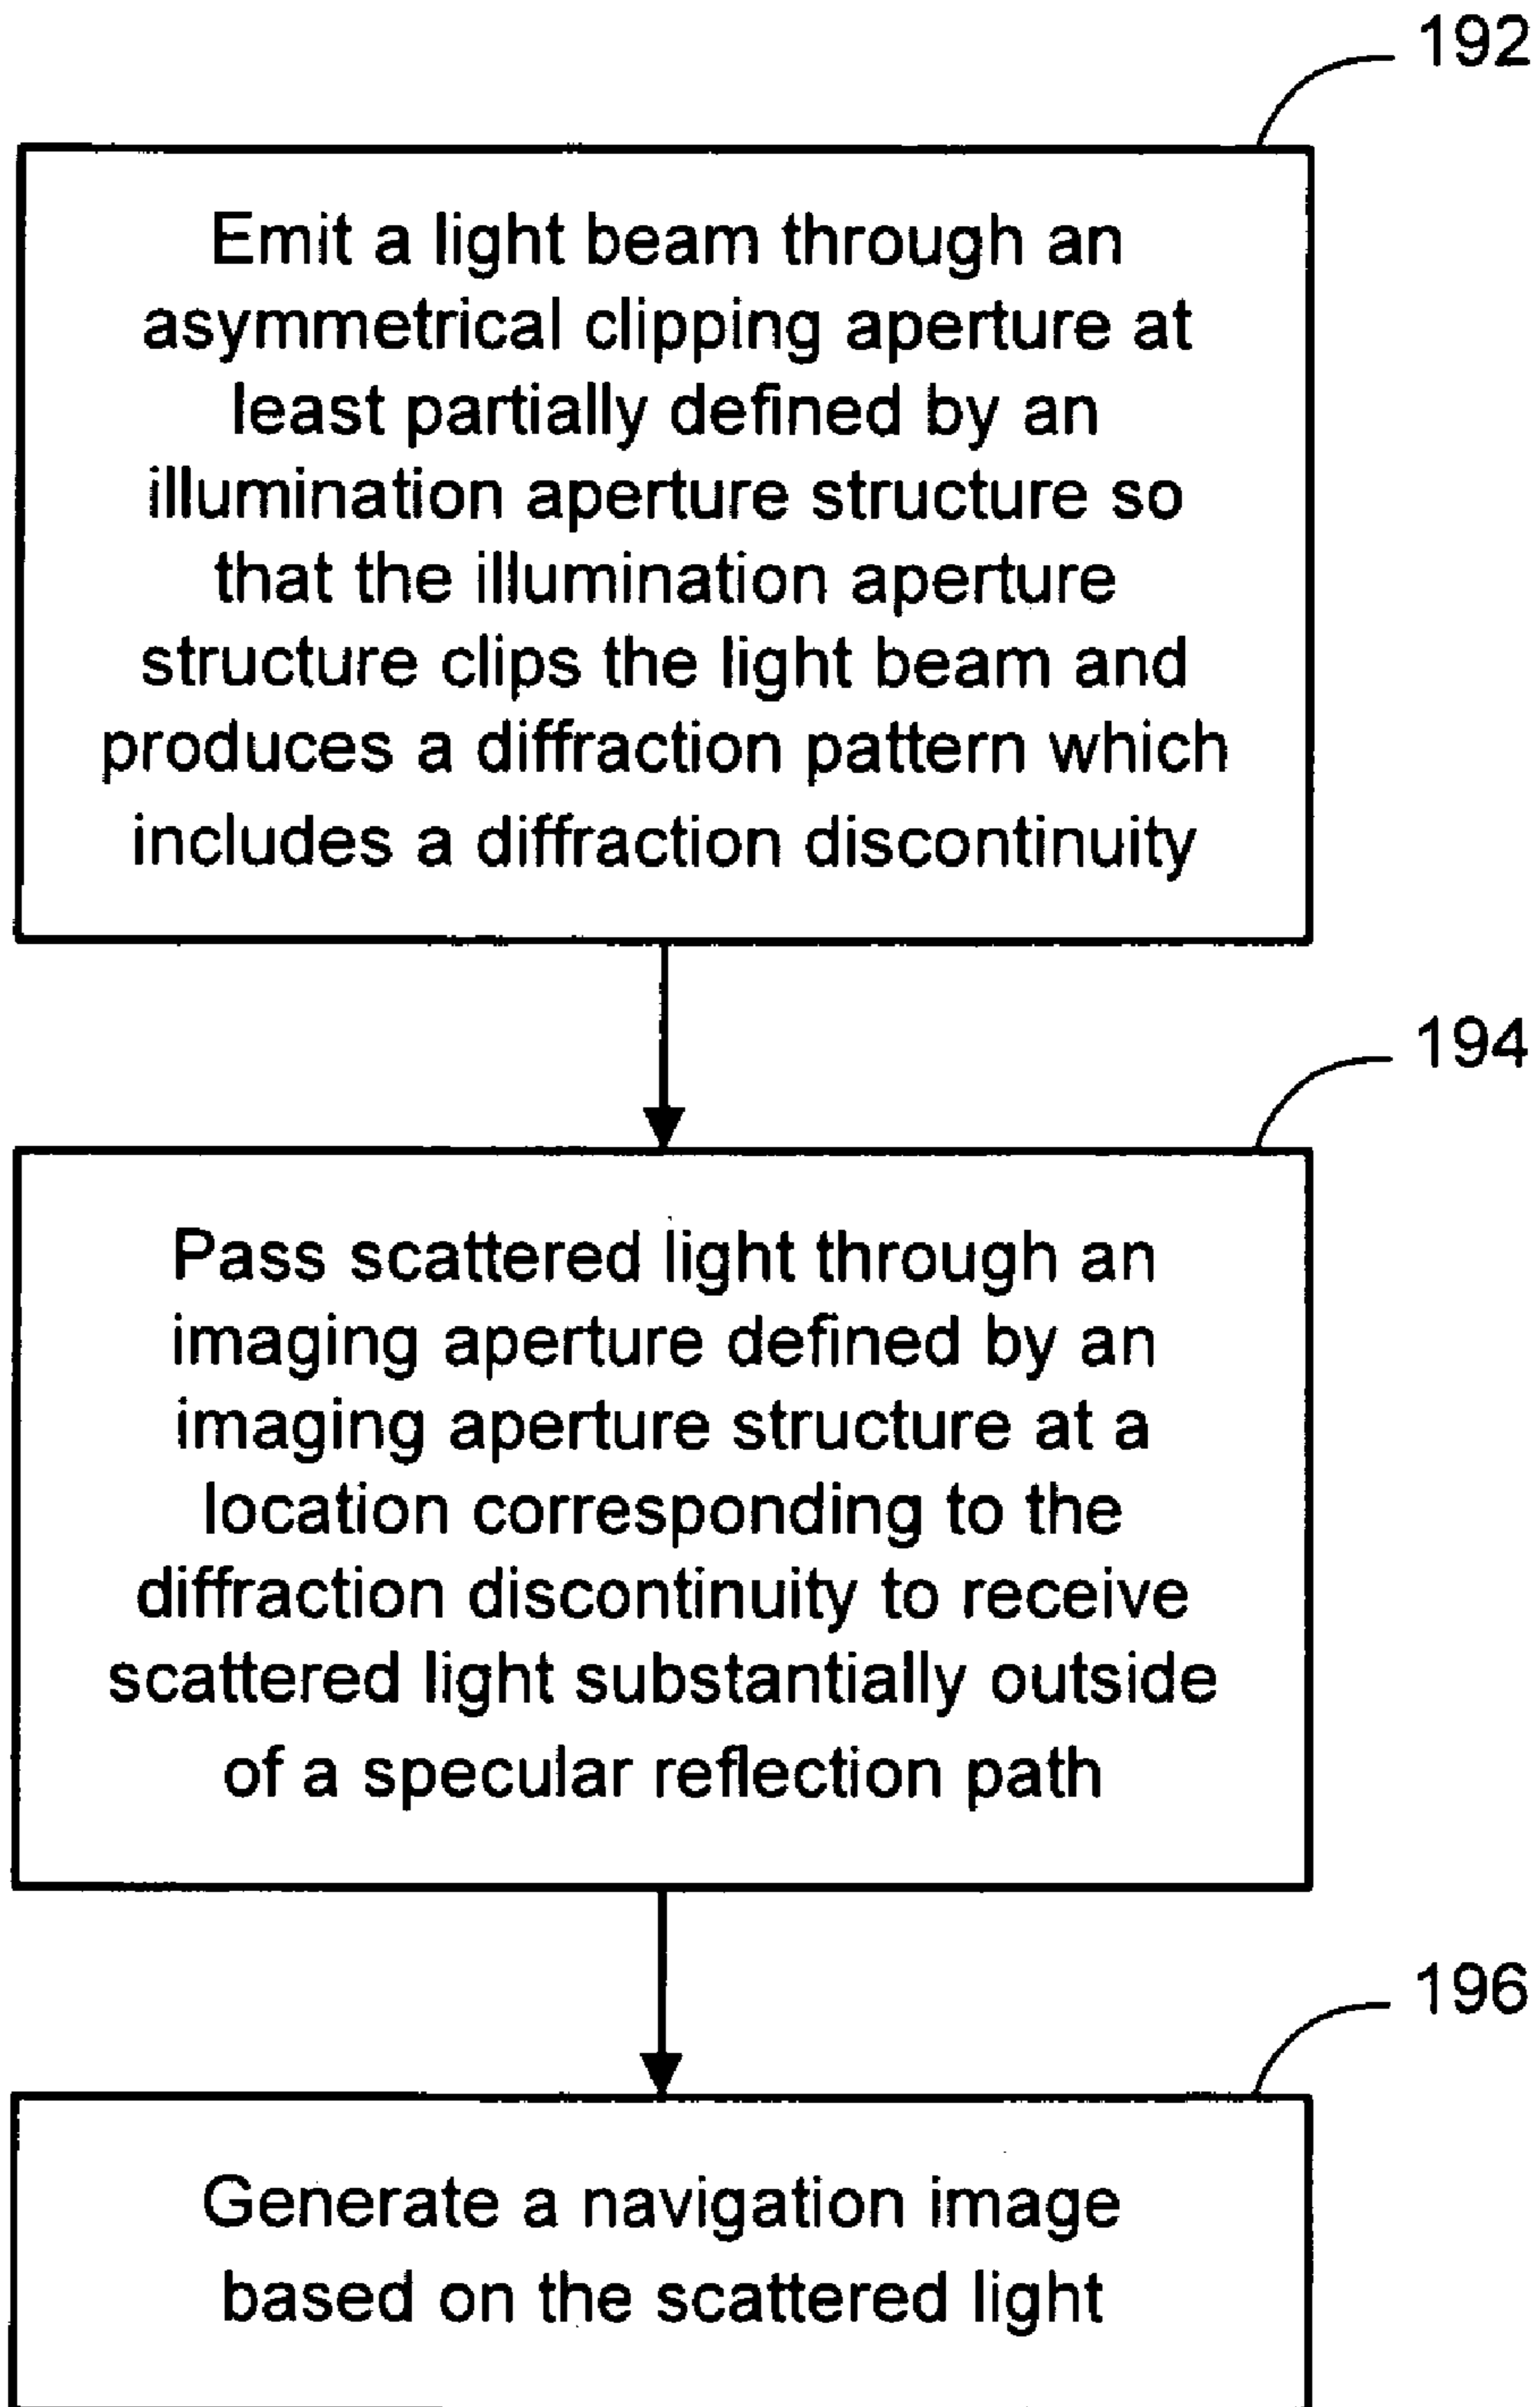 192
Emit a light beam through an
asymmetrical clipping aperture at
least partially defined by an
illumination aperture structure so
that the illumination aperture
structure clips the light beam and
produces a diffraction pattern which
includes a diffraction discontinuity
194
Pass scattered light through an
imaging aperture defined by an
imaging aperture structure at a
location corresponding to the
diffraction discontinuity to receive
scattered light substantially outside
of a specular reflection path
196
Generate a navigation image
based on the scattered light